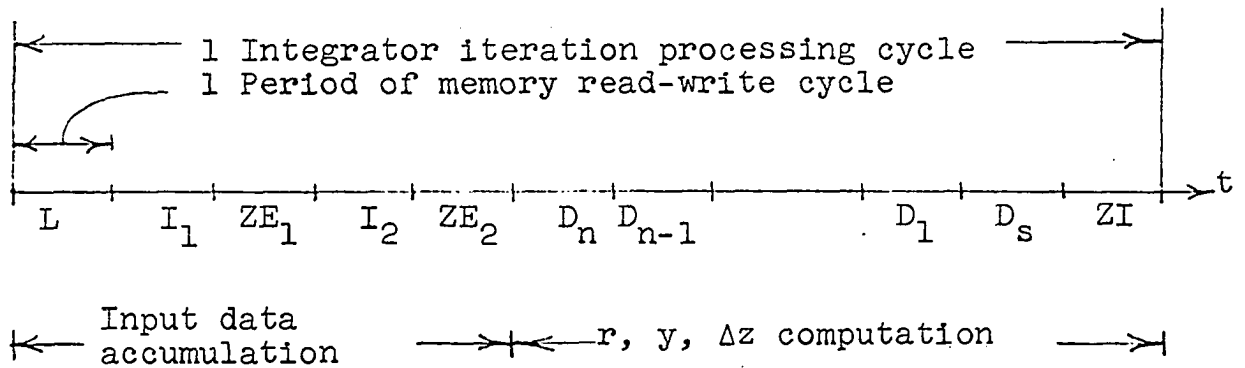 1 Integrator iteration processing cycle
1 Period of memory read-write cycle
t
L I₁ ZE₁ I₂ ZE₂ Dₙ Dₙ₋₁ D₁ Dₛ ZI
Input data
accumulation
r, y, Δz computation